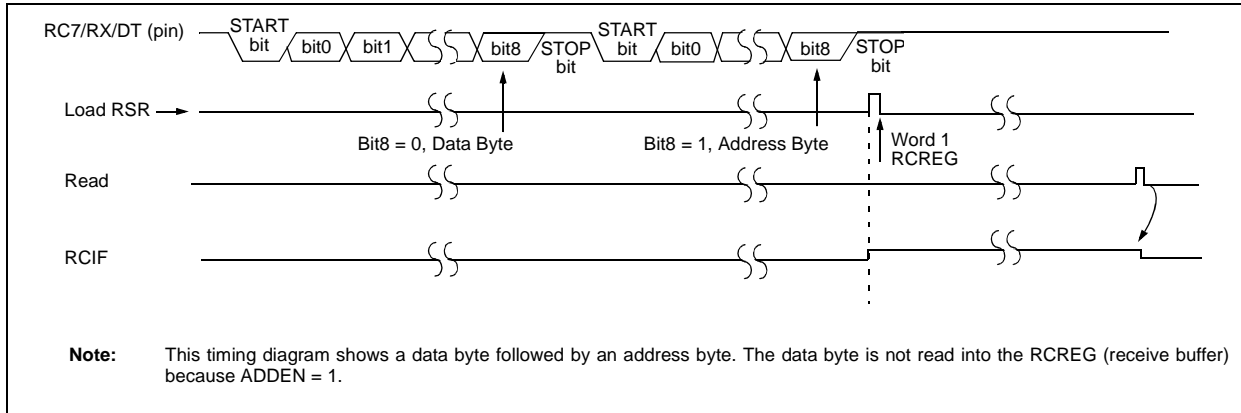 RC7/RX/DT (pin)
START bit
bit0
bit1
bit8
STOP bit
START bit
bit0
bit8
STOP bit
Load RSR
Bit8 = 0, Data Byte
Bit8 = 1, Address Byte
Word 1 RCREG
Read
RCIF
Note: This timing diagram shows a data byte followed by an address byte. The data byte is not read into the RCREG (receive buffer)
because ADDEN = 1.